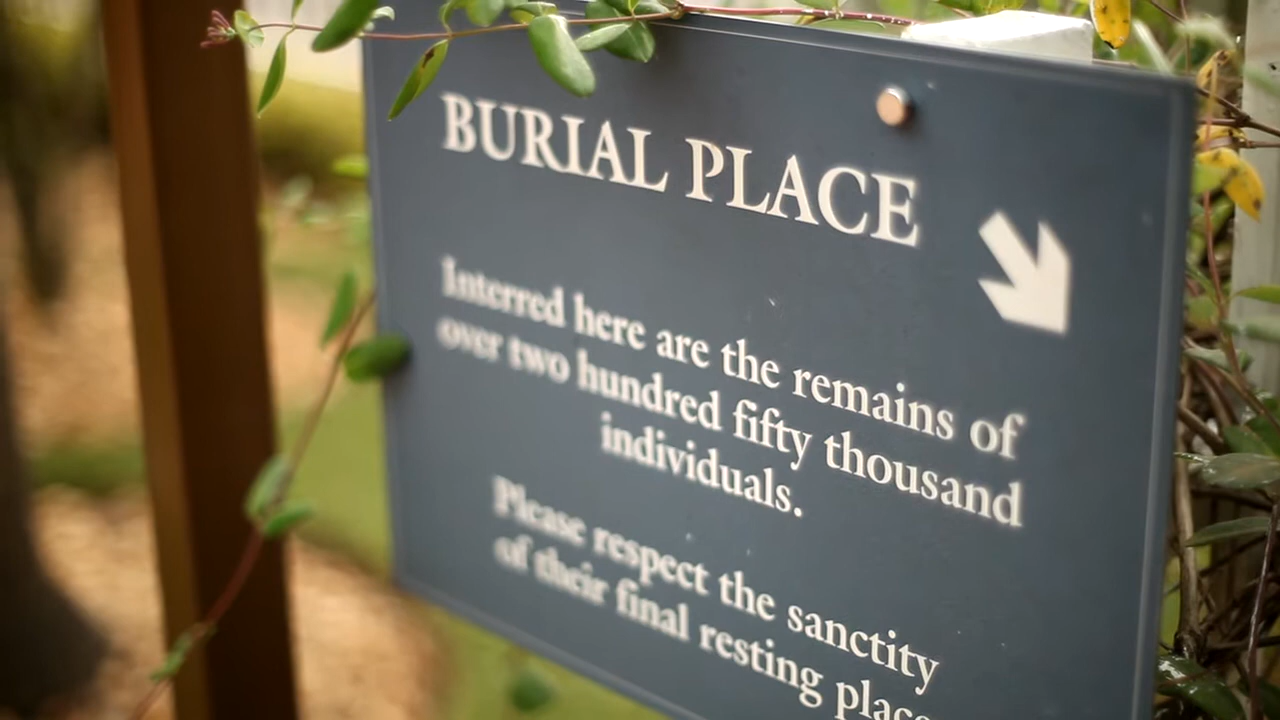 BURIAL PLACE
Interred here are the remains of
over two hundred fifty thousand
individuals.
Please respect the sanctity
of their final resting place